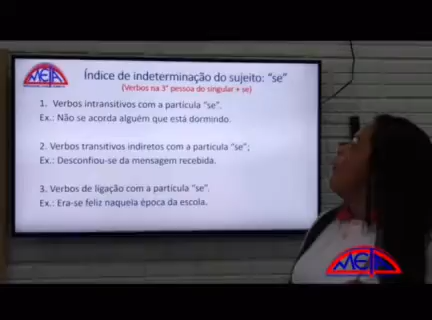 META
Índice de indeterminação do sujeito: "se"
(Verbos na 3ª pessoa do singular + se)
1. Verbos intransitivos com a partícula "se".
Ex.: Não se acorda alguém que está dormindo.
2. Verbos transitivos indiretos com a partícula "se";
Ex.: Desconfiou-se da mensagem recebida.
3. Verbos de ligação com a partícula "se".
Ex.: Era-se feliz naquela época da escola.
META